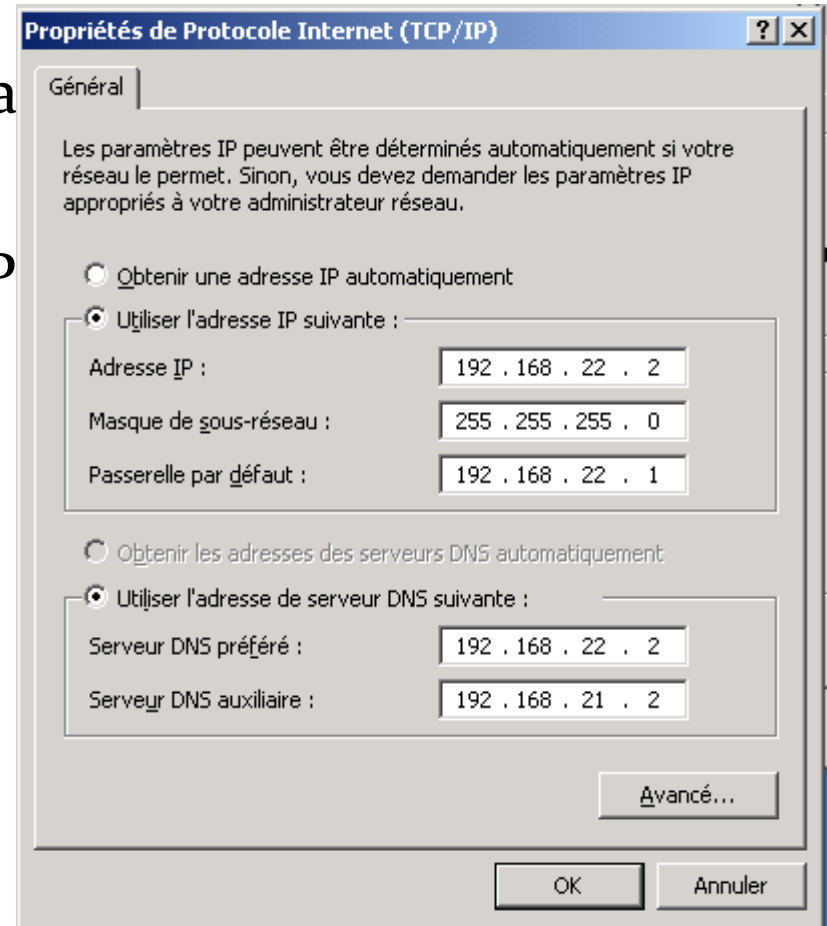 Propriétés de Protocole Internet (TCP/IP)
Général
a
Les paramètres IP peuvent être déterminés automatiquement si votre
réseau le permet. Sinon, vous devez demander les paramètres IP
appropriés à votre administrateur réseau.
Obtenir une adresse IP automatiquement
Utiliser l'adresse IP suivante :
Adresse IP : 192 . 168 . 22 . 2
Masque de sous-réseau : 255 . 255 . 255 . 0
Passerelle par défaut : 192 . 168 . 22 . 1
Obtenir les adresses des serveurs DNS automatiquement
Utiliser l'adresse de serveur DNS suivante :
Serveur DNS préféré : 192 . 168 . 22 . 2
Serveur DNS auxiliaire : 192 . 168 . 21 . 2
Avancé...
OK Annuler